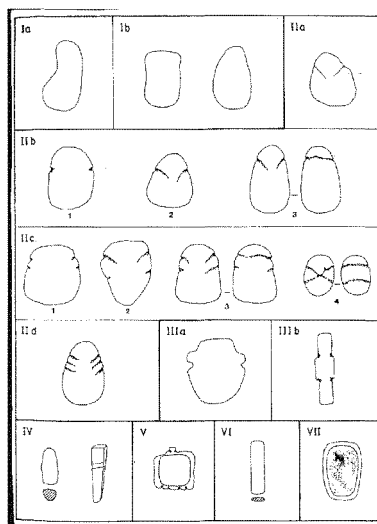 Ia Ib IIa
IIb
1 2 3
IIc
1 2 3 4
IId IIIa IIIb
IV V VI VII